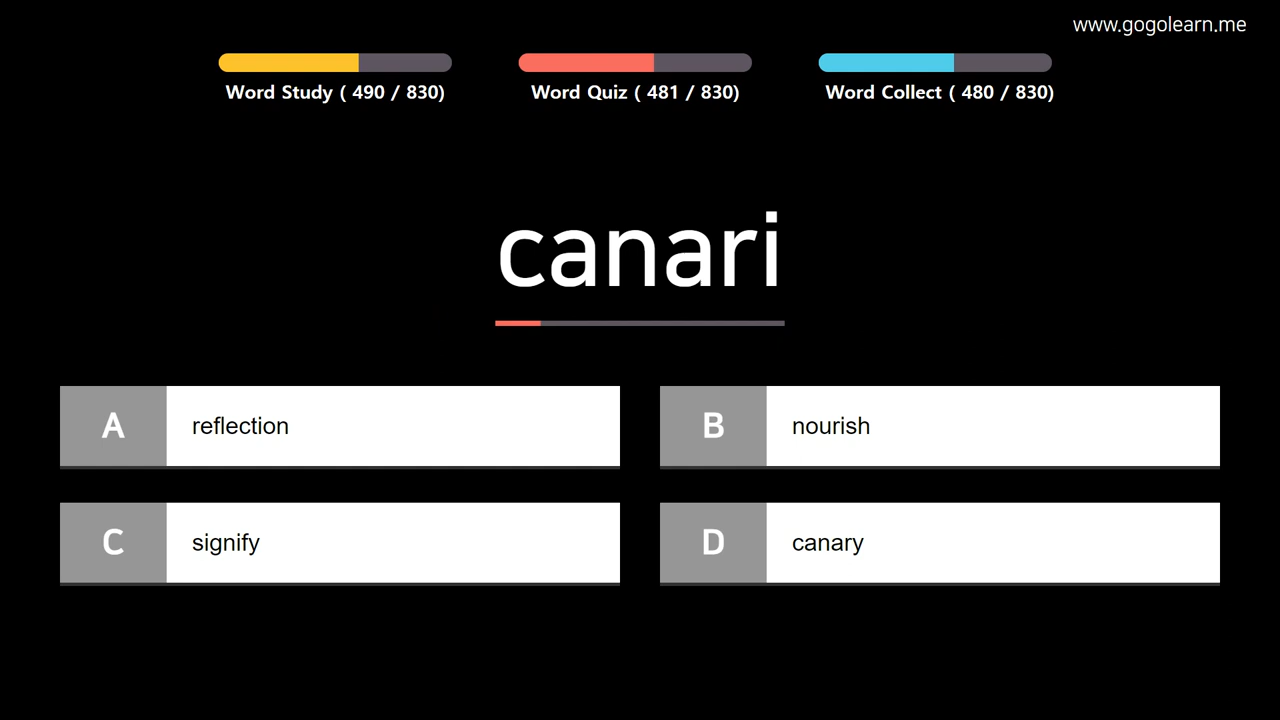 www.gogolearn.me
Word Study ( 490 / 830)
Word Quiz ( 481 / 830)
Word Collect ( 480 / 830)
canari
A reflection
B nourish
C signify
D canary